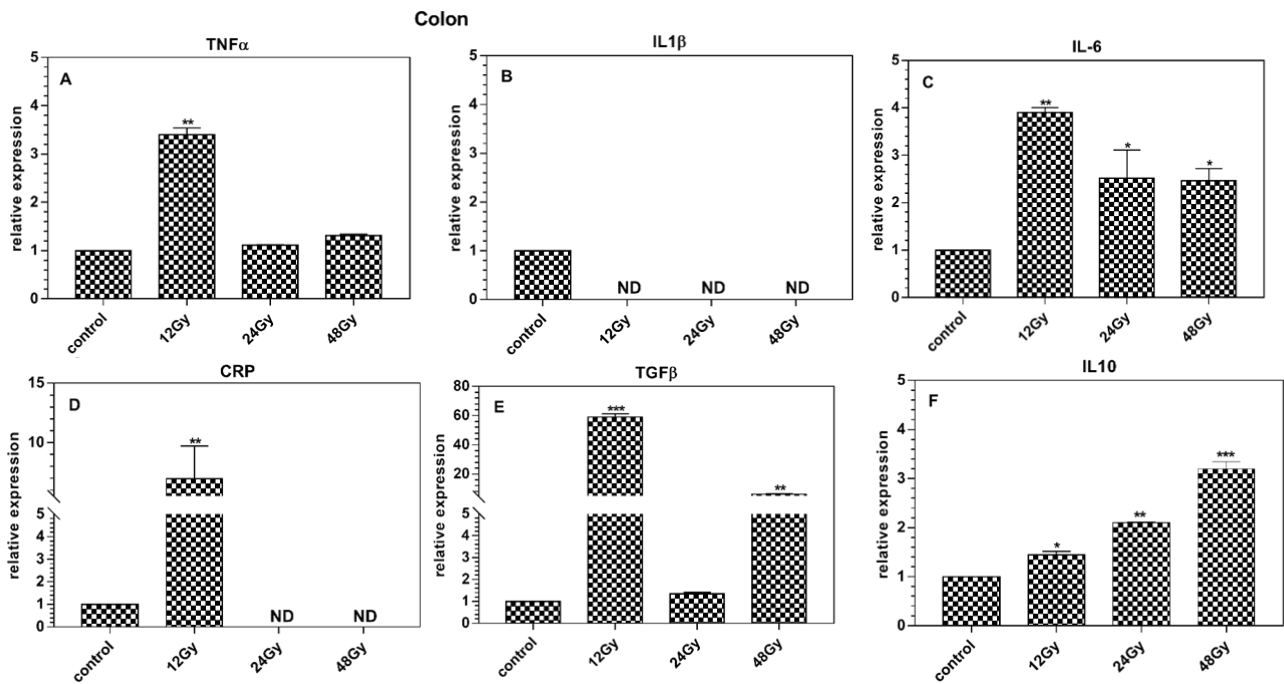 Colon
TNFα
A
relative expression
5
4
3
2
1
0
**
control
12Gy
24Gy
48Gy
IL1β
B
relative expression
5
4
3
2
1
0
ND
ND
ND
control
12Gy
24Gy
48Gy
IL-6
C
relative expression
5
4
3
2
1
0
**
*
*
control
12Gy
24Gy
48Gy
CRP
D
relative expression
15
10
5
4
3
2
1
0
**
ND
ND
control
12Gy
24Gy
48Gy
TGFβ
E
relative expression
80
60
40
20
5
4
3
2
1
0
***
**
control
12Gy
24Gy
48Gy
IL10
F
relative expression
5
4
3
2
1
0
*
**
***
control
12Gy
24Gy
48Gy